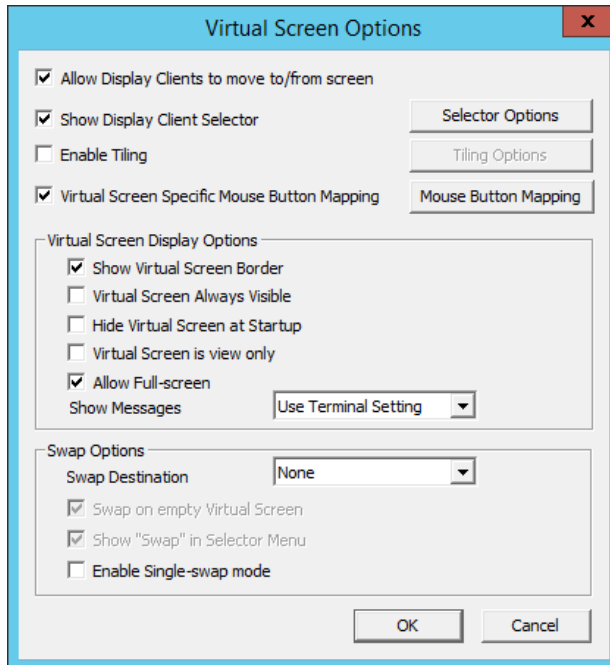 Virtual Screen Options
x
Allow Display Clients to move to/from screen
Show Display Client Selector
Selector Options
Enable Tiling
Tiling Options
Virtual Screen Specific Mouse Button Mapping
Mouse Button Mapping
Virtual Screen Display Options
Show Virtual Screen Border
Virtual Screen Always Visible
Hide Virtual Screen at Startup
Virtual Screen is view only
Allow Full-screen
Show Messages
Use Terminal Setting
Swap Options
Swap Destination
None
Swap on empty Virtual Screen
Show "Swap" in Selector Menu
Enable Single-swap mode
OK
Cancel